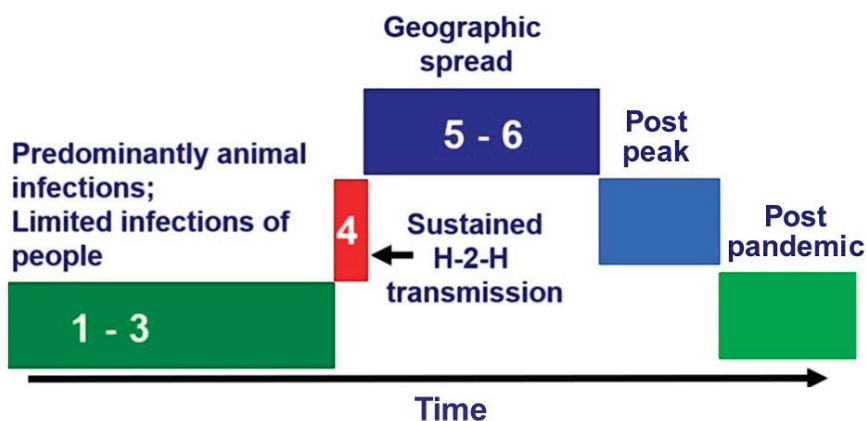 Geographic
spread
5 - 6
Post
peak
Predominantly animal
infections;
Limited infections of
people
4
Sustained
H-2-H
transmission
Post
pandemic
1 - 3
Time